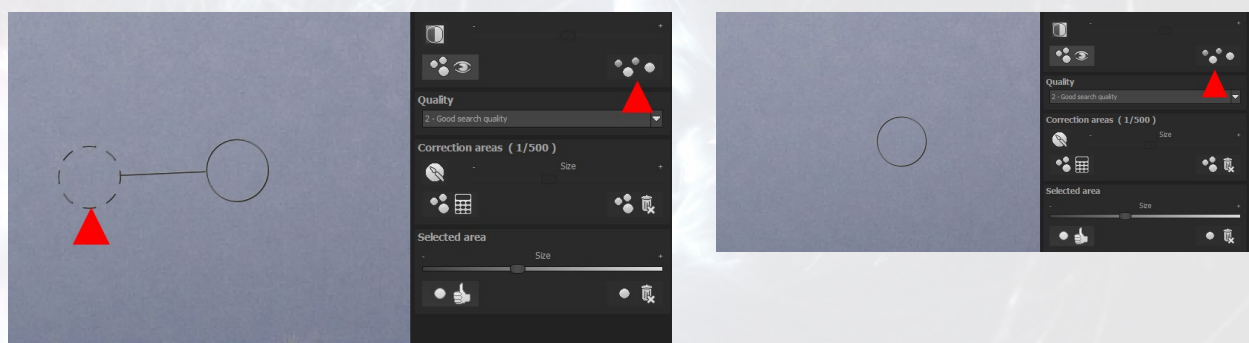 - +
Quality
2 - Good search quality
Correction areas ( 1/500 )
- Size +
Selected area
- Size +
- +
Quality
2 - Good search quality
Correction areas ( 1/500 )
- Size +
Selected area
- Size +